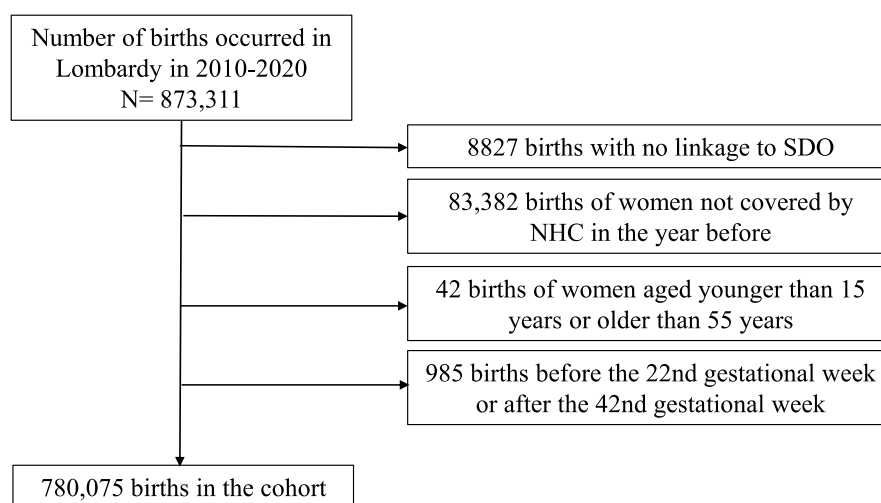 Number of births occurred in
Lombardy in 2010-2020
N= 873,311
8827 births with no linkage to SDO
83,382 births of women not covered by
NHC in the year before
42 births of women aged younger than 15
years or older than 55 years
985 births before the 22nd gestational week
or after the 42nd gestational week
780,075 births in the cohort